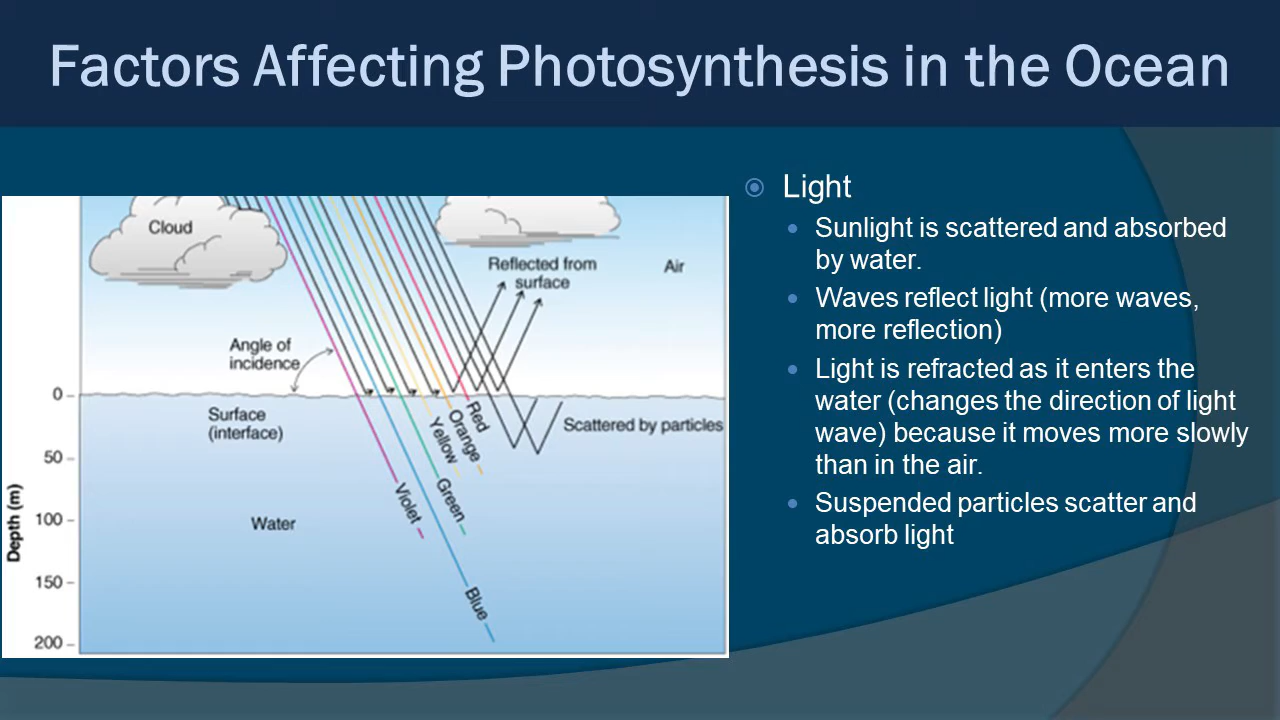 Factors Affecting Photosynthesis in the Ocean
Cloud
Reflected from
surface
Air
Angle of
incidence
0
Surface
(interface)
Red
Orange
Yellow
Scattered by particles
50
Green
Violet
100
Water
Depth (m)
150
Blue
200
Light
Sunlight is scattered and absorbed
by water.
Waves reflect light (more waves,
more reflection)
Light is refracted as it enters the
water (changes the direction of light
wave) because it moves more slowly
than in the air.
Suspended particles scatter and
absorb light